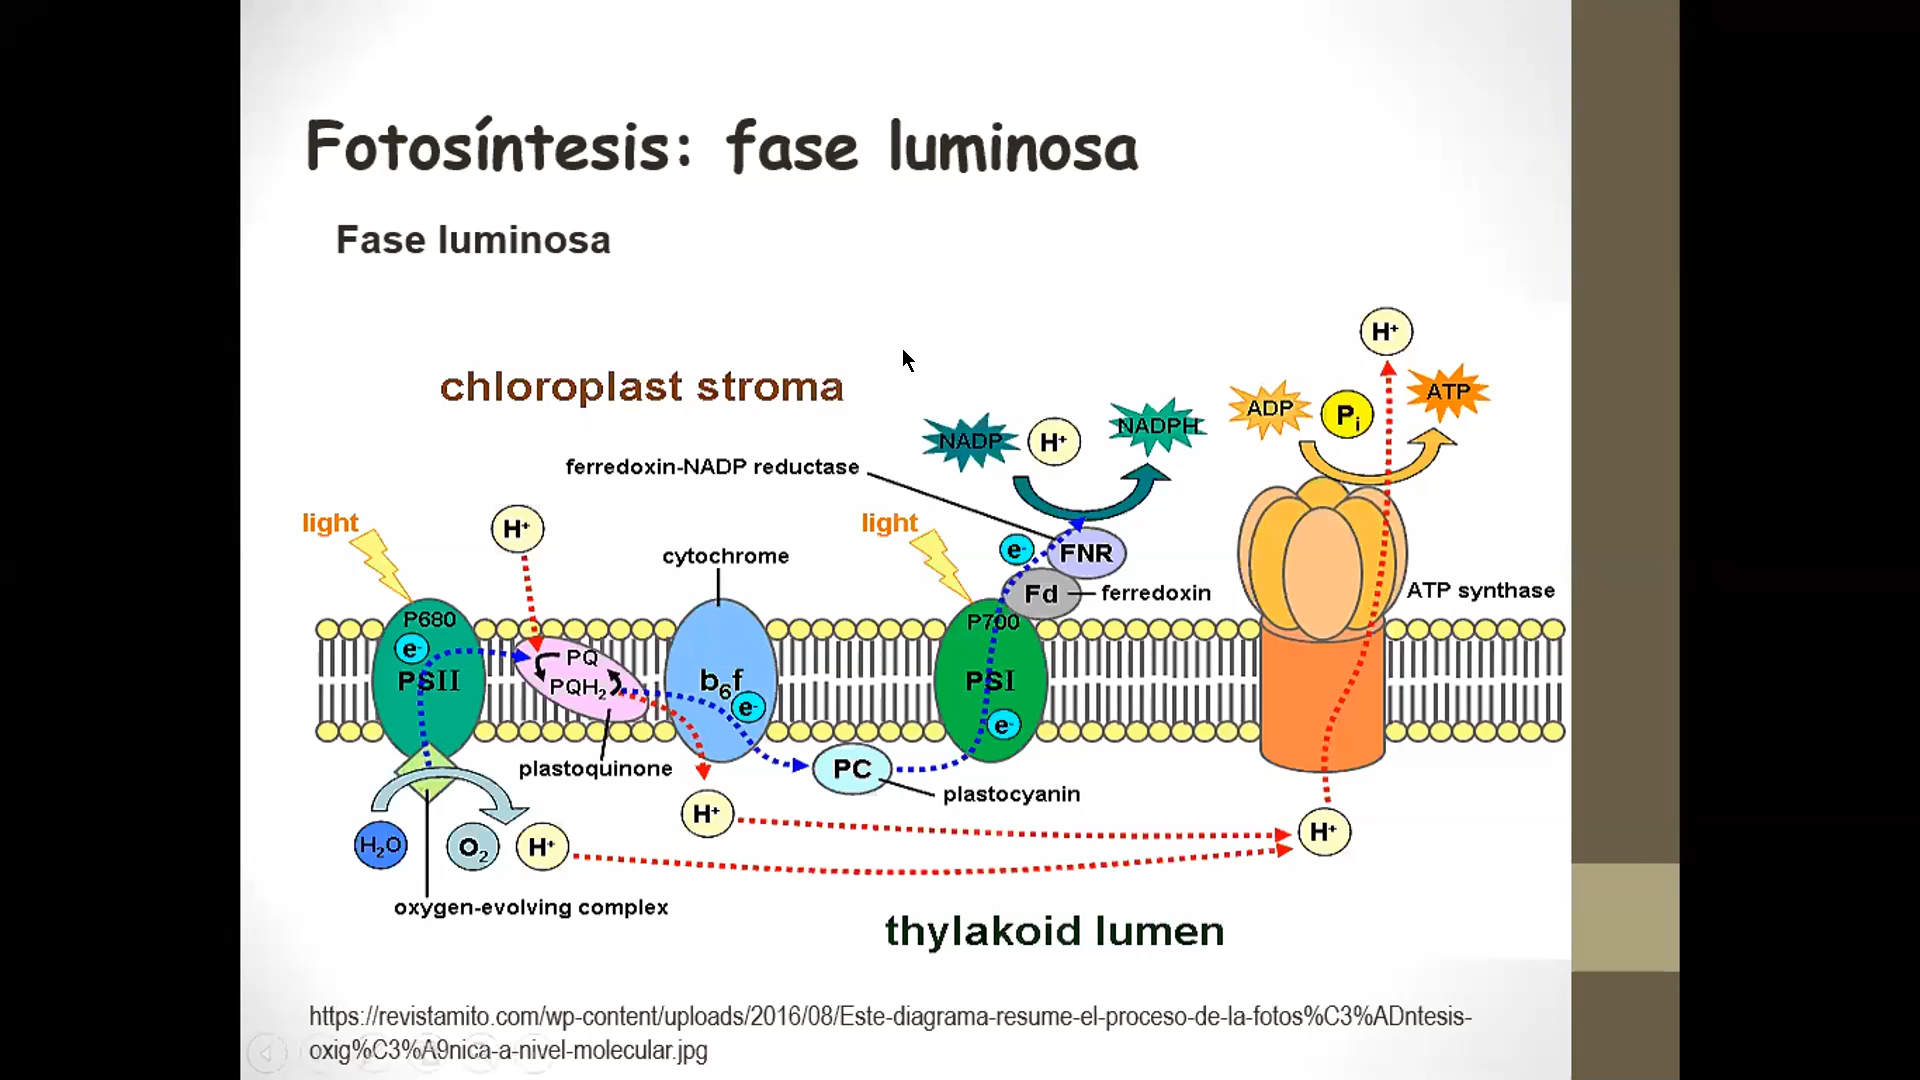 Fotosíntesis: fase luminosa
Fase luminosa
H⁺
chloroplast stroma
ADP
Pᵢ
ATP
NADP
H⁺
NADPH
ferredoxin-NADP reductase
light
H⁺
light
cytochrome
e⁻
FNR
Fd
ferredoxin
ATP synthase
P680
e⁻
PSII
PQ
PQH₂
b₆f
e⁻
P700
PSI
e⁻
plastoquinone
PC
plastocyanin
H₂O
O₂
H⁺
H⁺
H⁺
oxygen-evolving complex
thylakoid lumen
https://revistamito.com/wp-content/uploads/2016/08/Este-diagrama-resume-el-proceso-de-la-fotos%C3%ADntesis-
oxig%C3%A9nica-a-nivel-molecular.jpg